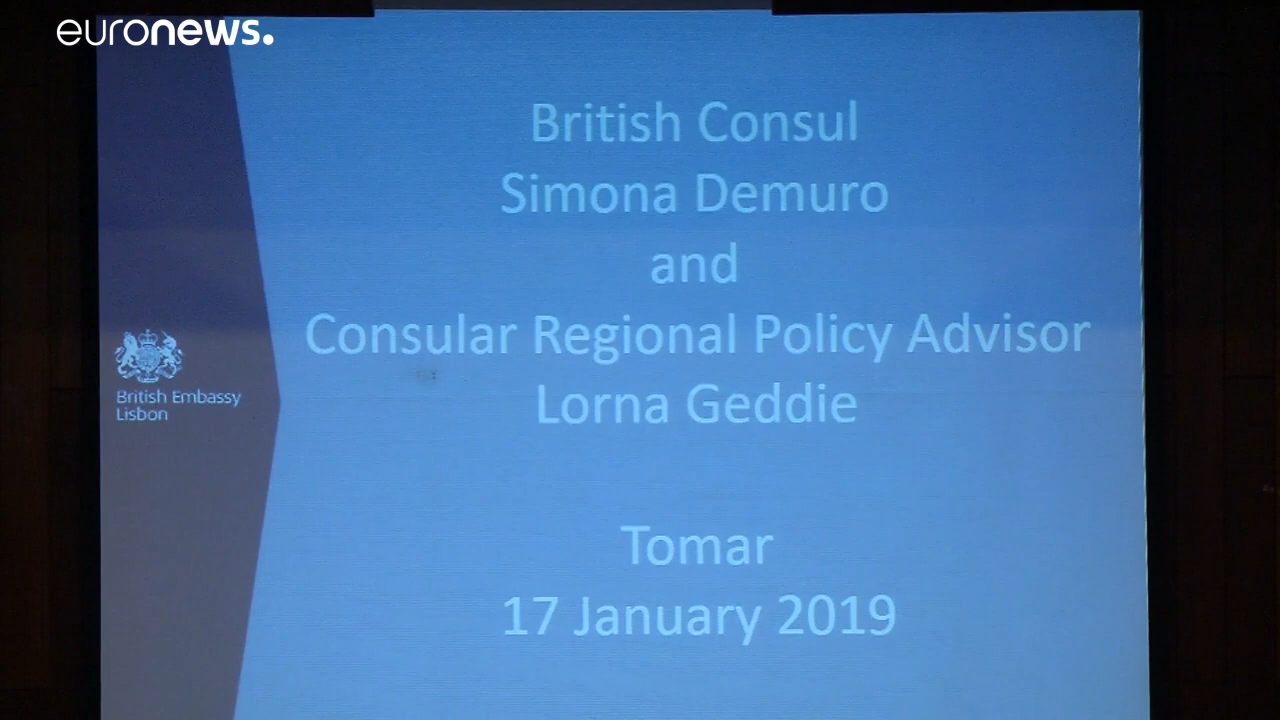 euronews.
British Consul
Simona Demuro
and
Consular Regional Policy Advisor
Lorna Geddie
British Embassy
Lisbon
Tomar
17 January 2019